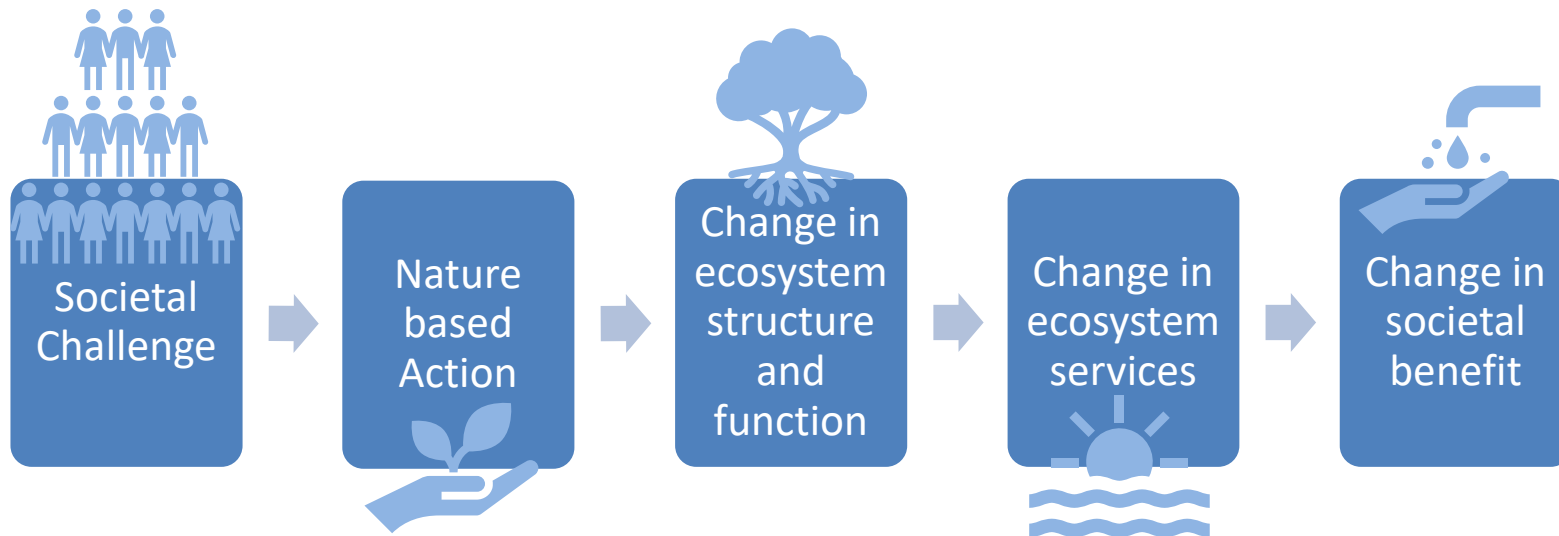 Societal
Challenge
Nature
based
Action
Change in
ecosystem
structure
and
function
Change in
ecosystem
services
Change in
societal
benefit